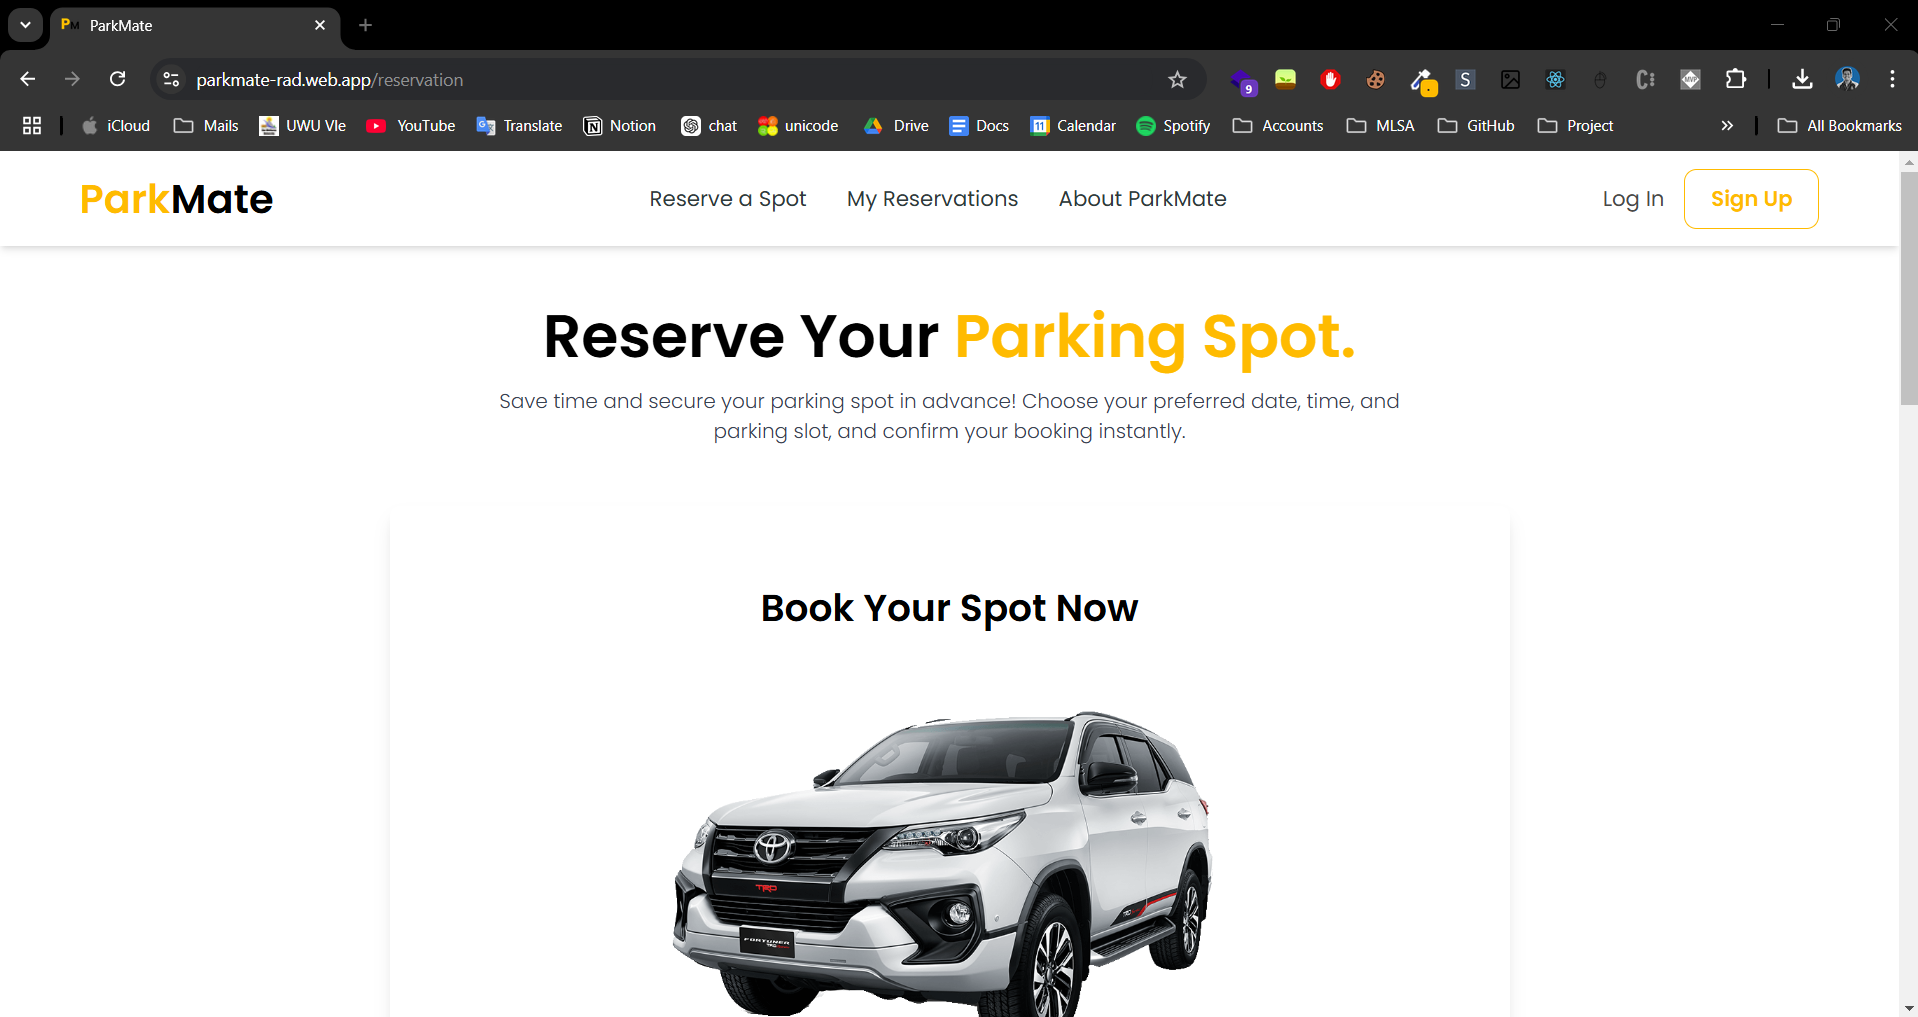 PM ParkMate
parkmate-rad.web.app/reservation
9
S
iCloud Mails UWU Vle YouTube Translate Notion chat unicode Drive Docs 11 Calendar Spotify Accounts MLSA GitHub Project All Bookmarks
ParkMate
Reserve a Spot My Reservations About ParkMate
Log In Sign Up
Reserve Your Parking Spot.
Save time and secure your parking spot in advance! Choose your preferred date, time, and
parking slot, and confirm your booking instantly.
Book Your Spot Now
TRD
FORTUNER
TRD